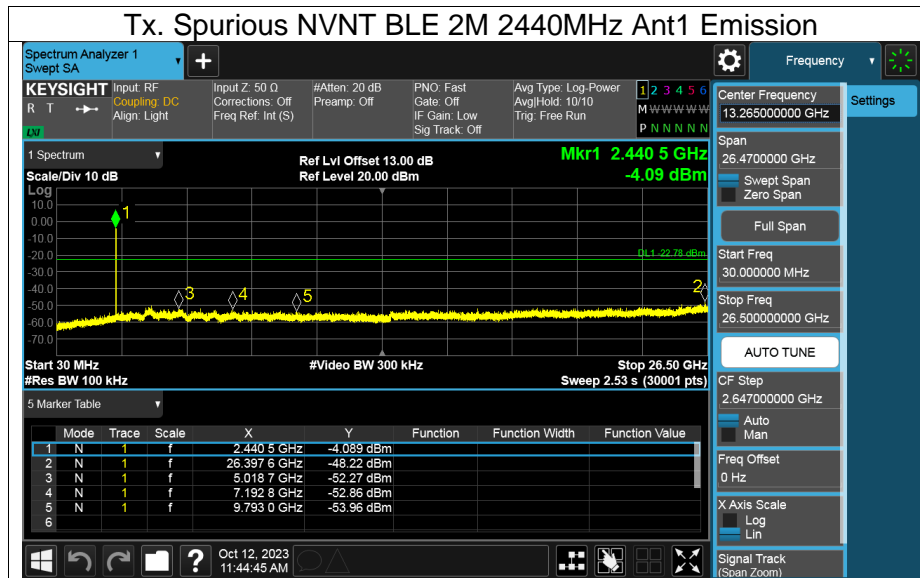 Tx. Spurious NVNT BLE 2M 2440MHz Ant1 Emission
Spectrum Analyzer 1
Swept SA
+
Frequency
KEYSIGHT
R T
LXI
Input: RF
Coupling: DC
Align: Light
Input Z: 50 Ω
Corrections: Off
Freq Ref: Int (S)
#Atten: 20 dB
Preamp: Off
PNO: Fast
Gate: Off
IF Gain: Low
Sig Track: Off
Avg Type: Log-Power
Avg|Hold: 10/10
Trig: Free Run
1 2 3 4 5 6
M W W W W W
P N N N N N
Center Frequency
13.265000000 GHz
Settings
Span
26.4700000 GHz
Swept Span
Zero Span
Full Span
Start Freq
30.000000 MHz
Stop Freq
26.500000000 GHz
AUTO TUNE
CF Step
2.647000000 GHz
Auto
Man
Freq Offset
0 Hz
X Axis Scale
Log
Lin
Signal Track
(Span Zoom)
1 Spectrum
Scale/Div 10 dB
Ref Lvl Offset 13.00 dB
Ref Level 20.00 dBm
Mkr1 2.440 5 GHz
-4.09 dBm
Log
10.0
0.00
-10.0
-20.0
-30.0
-40.0
-50.0
-60.0
-70.0
1
DL1 -22.78 dBm
2
3
4
5
Start 30 MHz
#Res BW 100 kHz
#Video BW 300 kHz
Stop 26.50 GHz
Sweep 2.53 s (30001 pts)
5 Marker Table
Mode Trace Scale X Y Function Function Width Function Value
1 N 1 f 2.440 5 GHz -4.089 dBm
2 N 1 f 26.397 6 GHz -48.22 dBm
3 N 1 f 5.018 7 GHz -52.27 dBm
4 N 1 f 7.192 8 GHz -52.86 dBm
5 N 1 f 9.793 0 GHz -53.96 dBm
6
?
Oct 12, 2023
11:44:45 AM